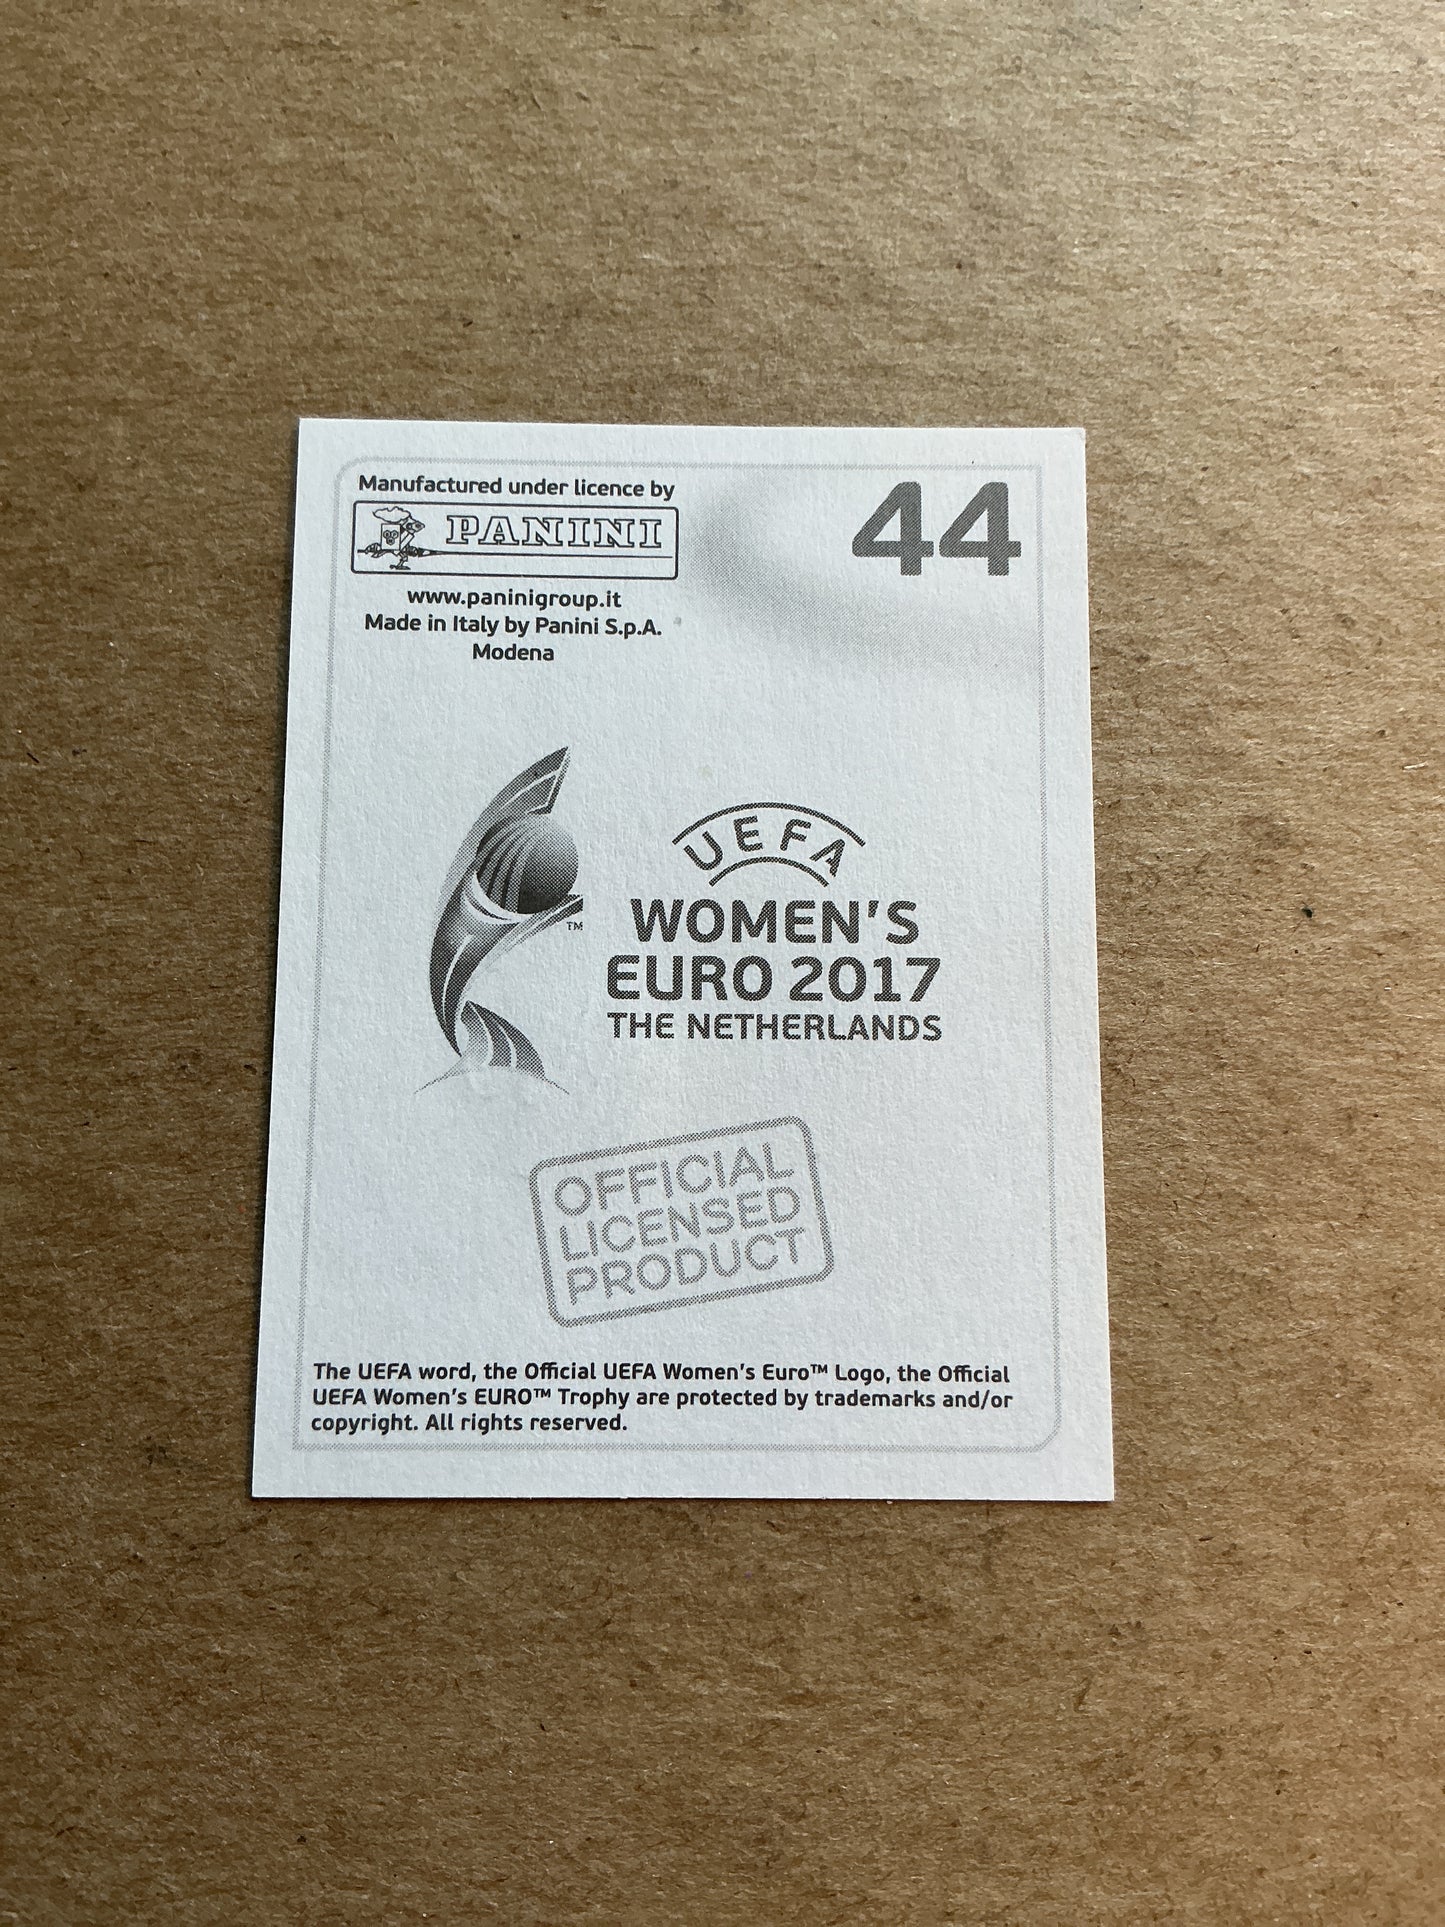 Manufactured under licence by
PANINI
44
www.paninigroup.it
Made in Italy by Panini S.p.A.
Modena
UEFA
WOMEN'S
EURO 2017
THE NETHERLANDS
TM
OFFICIAL
LICENSED
PRODUCT
The UEFA word, the Official UEFA Women's Euro™ Logo, the Official
UEFA Women's EURO™ Trophy are protected by trademarks and/or
copyright. All rights reserved.